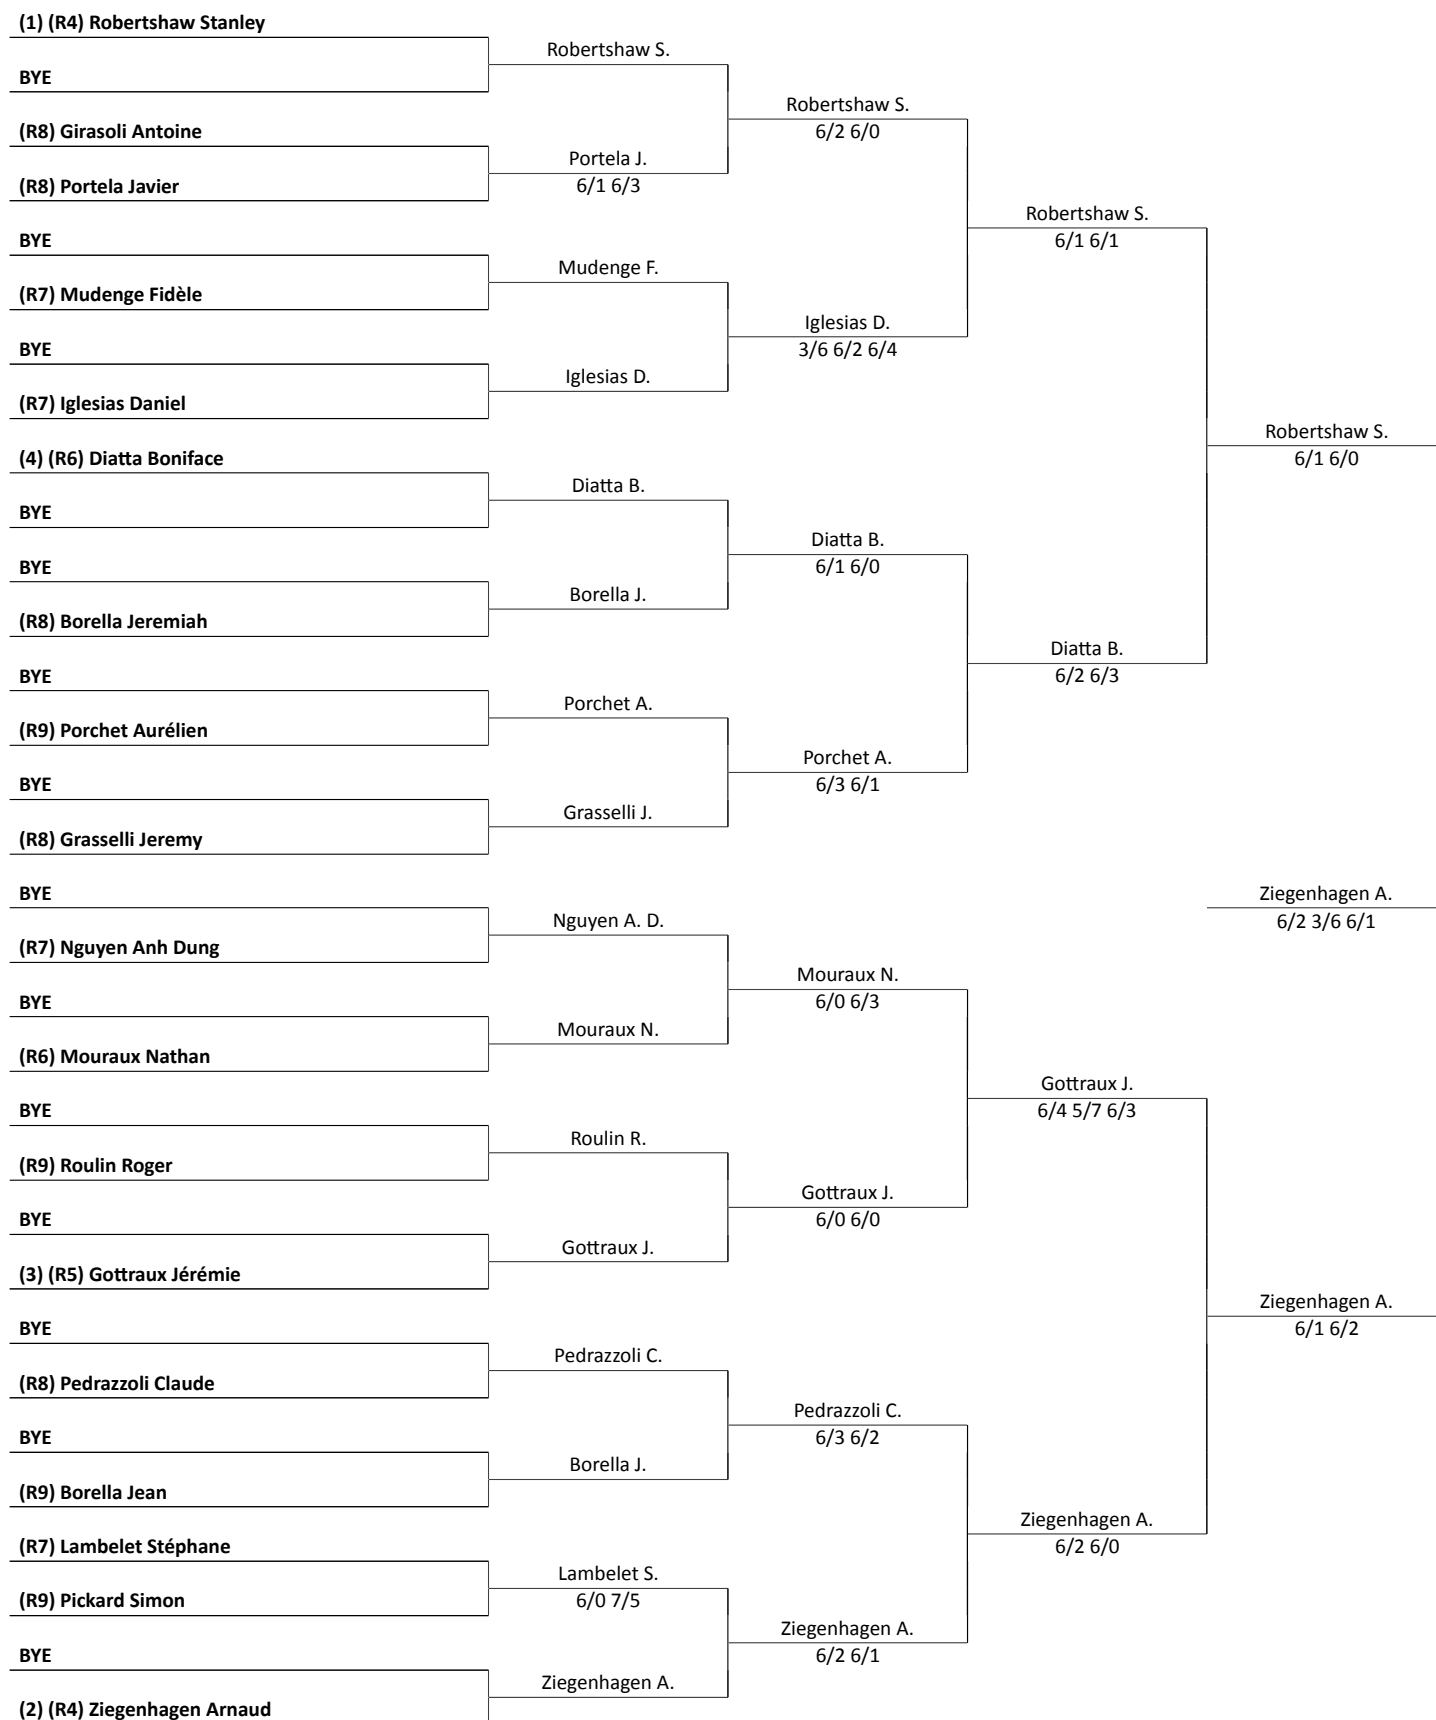 (1) (R4) Robertshaw Stanley
BYE
(R8) Girasoli Antoine
(R8) Portela Javier
BYE
(R7) Mudenge Fidèle
BYE
(R7) Iglesias Daniel
(4) (R6) Diatta Boniface
BYE
BYE
(R8) Borella Jeremiah
BYE
(R9) Porchet Aurélien
BYE
(R8) Grasselli Jeremy
BYE
(R7) Nguyen Anh Dung
BYE
(R6) Mouraux Nathan
BYE
(R9) Roulin Roger
BYE
(3) (R5) Gottraux Jérémie
BYE
(R8) Pedrazzoli Claude
BYE
(R9) Borella Jean
(R7) Lambelet Stéphane
(R9) Pickard Simon
BYE
(2) (R4) Ziegenhagen Arnaud
Robertshaw S.
Portela J.
6/1 6/3
Mudenge F.
Iglesias D.
Diatta B.
Borella J.
Porchet A.
Grasselli J.
Nguyen A. D.
Mouraux N.
Roulin R.
Gottraux J.
Pedrazzoli C.
Borella J.
Lambelet S.
6/0 7/5
Ziegenhagen A.
Robertshaw S.
6/2 6/0
Iglesias D.
3/6 6/2 6/4
Diatta B.
6/1 6/0
Porchet A.
6/3 6/1
Mouraux N.
6/0 6/3
Gottraux J.
6/0 6/0
Pedrazzoli C.
6/3 6/2
Ziegenhagen A.
6/2 6/1
Robertshaw S.
6/1 6/1
Diatta B.
6/2 6/3
Gottraux J.
6/4 5/7 6/3
Ziegenhagen A.
6/2 6/0
Robertshaw S.
6/1 6/0
Ziegenhagen A.
6/2 3/6 6/1
Ziegenhagen A.
6/1 6/2